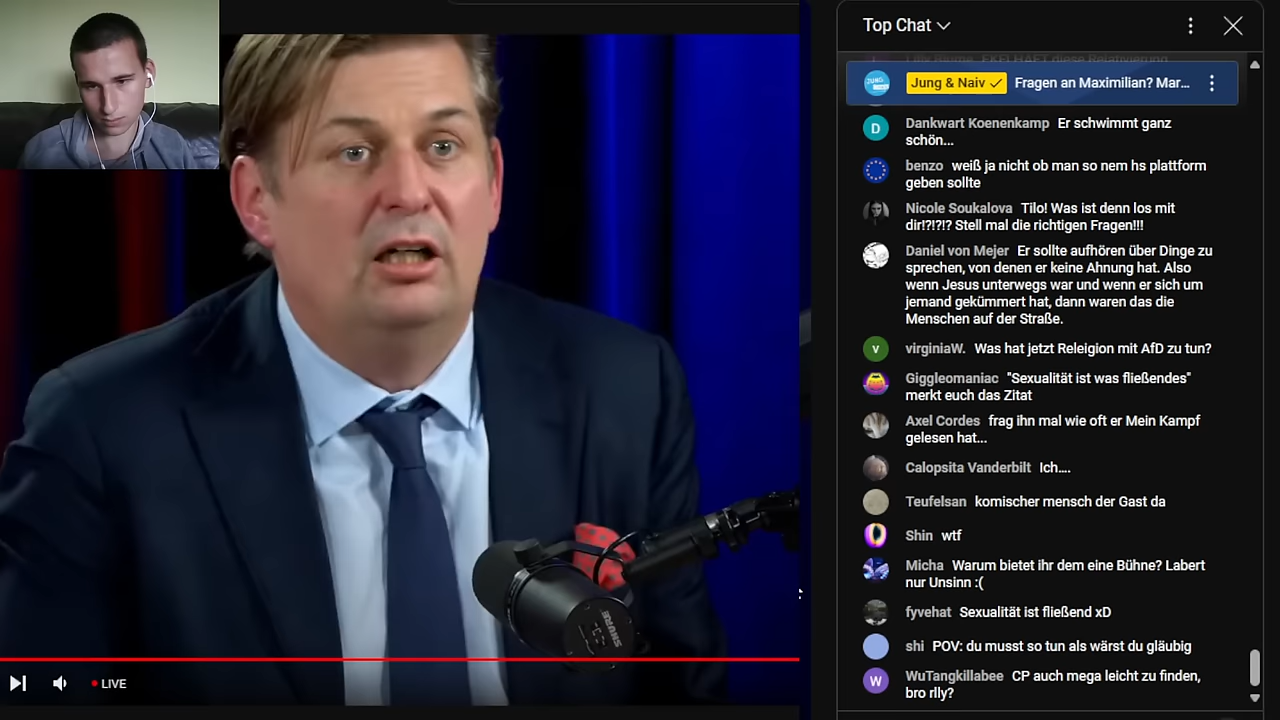 Top Chat
Lilly Blume EKELHAFT diese Relativierung
Jung & Naiv Fragen an Maximilian? Mar...
Dankwart Koenenkamp Er schwimmt ganz
schön...
benzo weiß ja nicht ob man so nem hs plattform
geben sollte
Nicole Soukalova Tilo! Was ist denn los mit
dir!?!?!? Stell mal die richtigen Fragen!!!
Daniel von Mejer Er sollte aufhören über Dinge zu
sprechen, von denen er keine Ahnung hat. Also
wenn Jesus unterwegs war und wenn er sich um
jemand gekümmert hat, dann waren das die
Menschen auf der Straße.
virginiaW. Was hat jetzt Releigion mit AfD zu tun?
Giggleomaniac "Sexualität ist was fließendes"
merkt euch das Zitat
Axel Cordes frag ihn mal wie oft er Mein Kampf
gelesen hat...
Calopsita Vanderbilt Ich....
Teufelsan komischer mensch der Gast da
Shin wtf
Micha Warum bietet ihr dem eine Bühne? Labert
nur Unsinn :(
fyvehat Sexualität ist fließend xD
shi POV: du musst so tun als wärst du gläubig
WuTangkillabee CP auch mega leicht zu finden,
bro rlly?
D
v
W
SHURE
LIVE